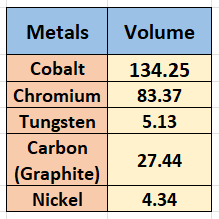 Metals Volume
Cobalt 134.25
Chromium 83.37
Tungsten 5.13
Carbon
(Graphite) 27.44
Nickel 4.34